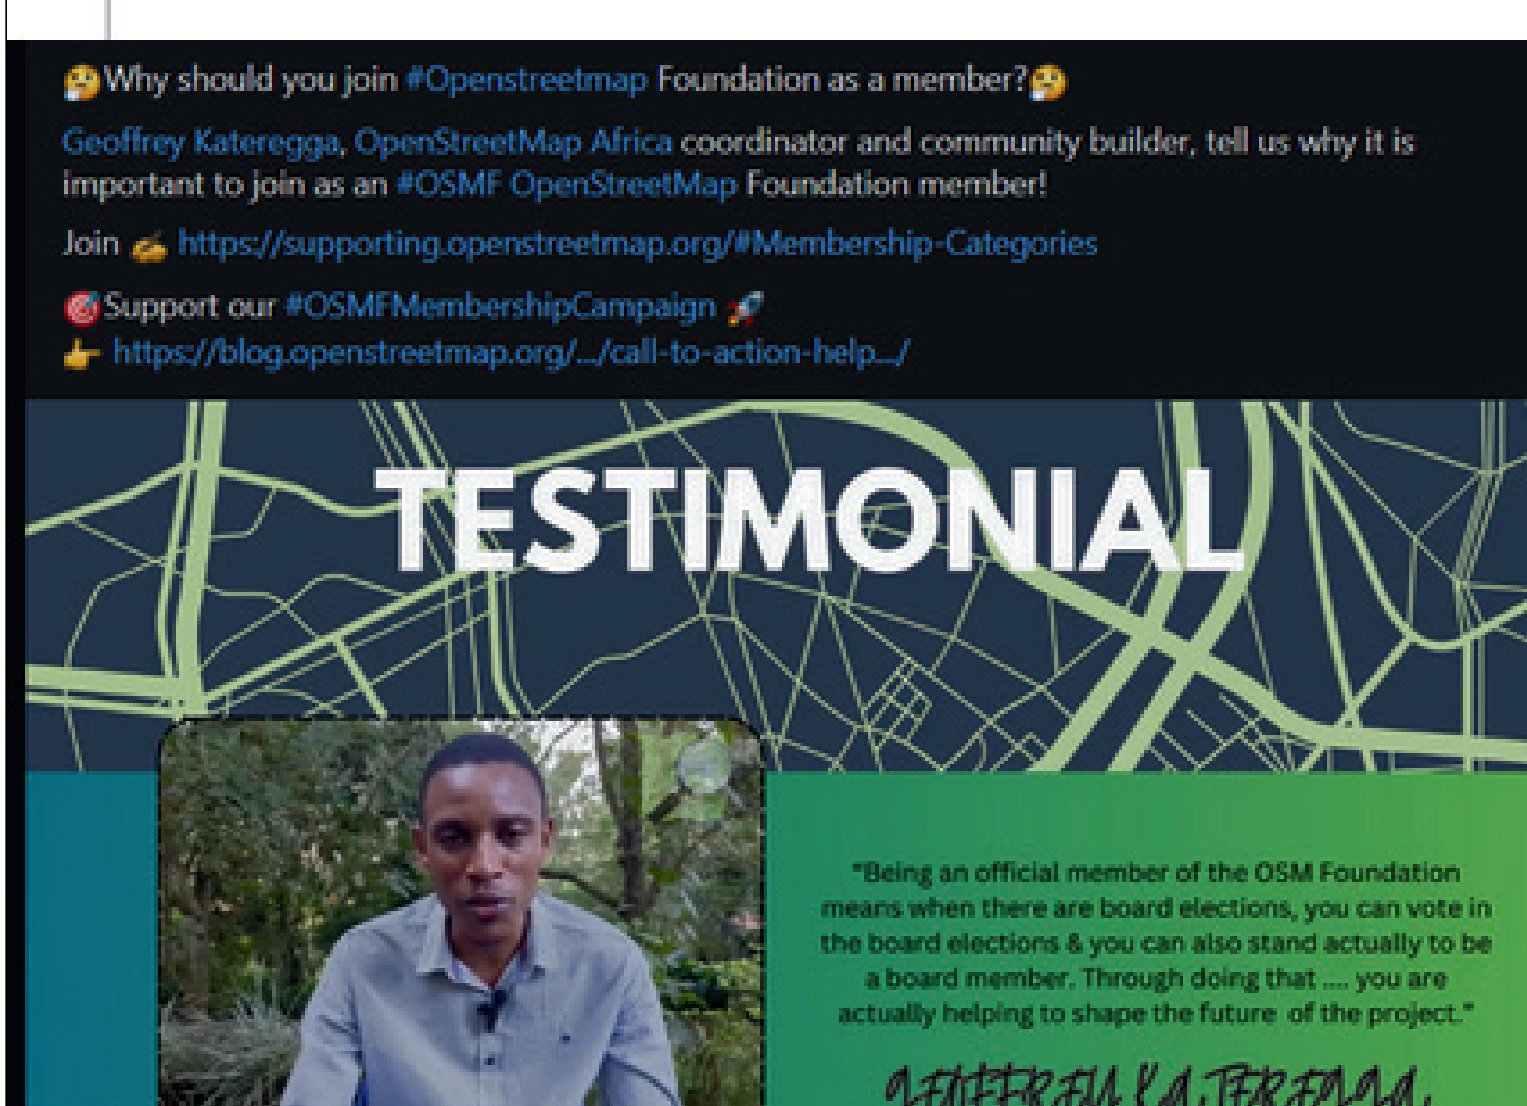 🤔Why should you join #Openstreetmap Foundation as a member?🤔
Geoffrey Kateregga, OpenStreetMap Africa coordinator and community builder, tell us why it is
important to join as an #OSMF OpenStreetMap Foundation member!
Join ✍️ https://supporting.openstreetmap.org/#Membership-Categories
🎯Support our #OSMFMembershipCampaign 🚀
👉 https://blog.openstreetmap.org/.../call-to-action-help.../
TESTIMONIAL
"Being an official member of the OSM Foundation
means when there are board elections, you can vote in
the board elections & you can also stand actually to be
a board member. Through doing that .... you are
actually helping to shape the future of the project."
GEOFFREY KATEREGGA,